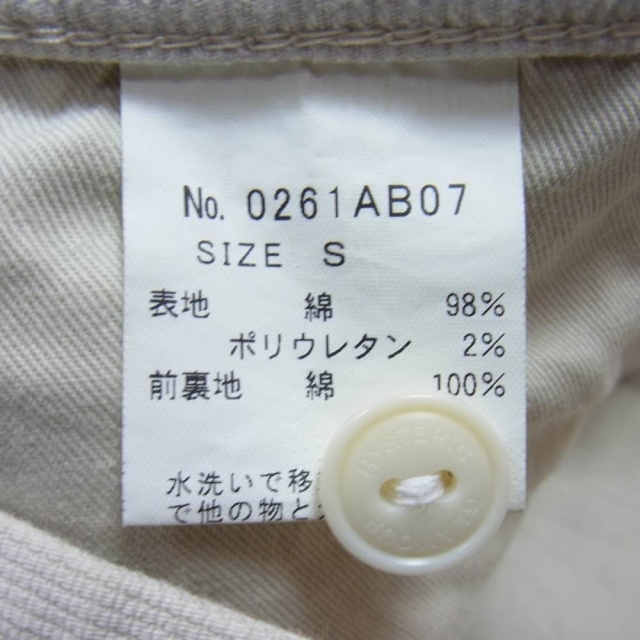 No. 0261AB07
SIZE S
表地 綿 98%
ポリウレタン 2%
前裏地 綿 100%
水洗いで移
で他の物と
HYSTERIC